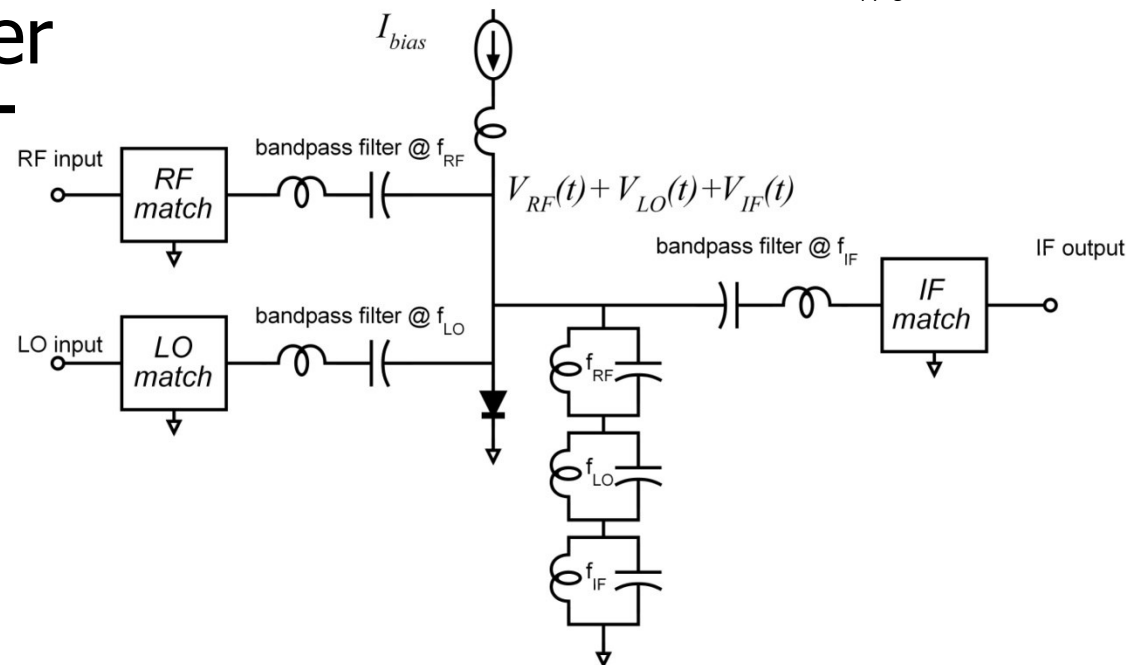 er
I_bias
RF input
RF match
bandpass filter @ f_RF
V_RF(t) + V_LO(t) +V_IF(t)
bandpass filter @ f_IF
IF output
IF match
LO input
LO match
bandpass filter @ f_LO
f_RF
f_LO
f_IF